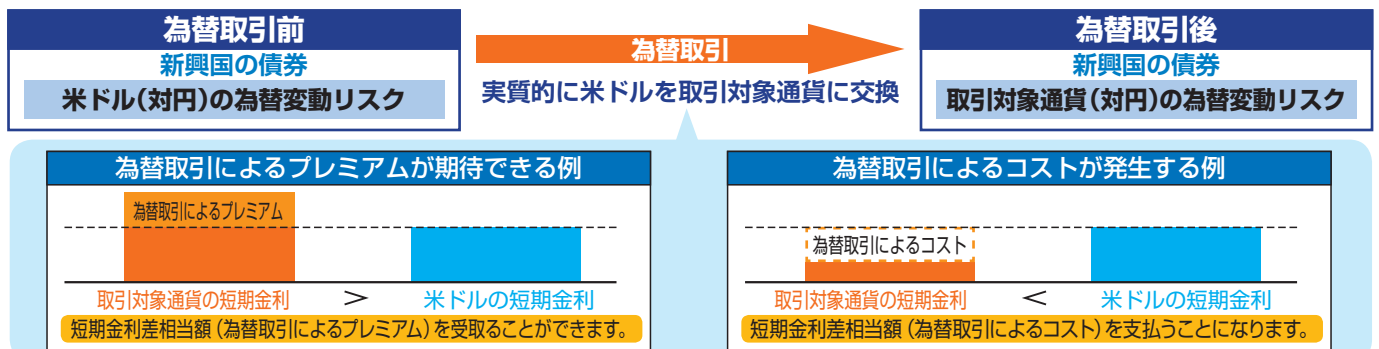 為替取引前
新興国の債券
米ドル(対円)の為替変動リスク
為替取引
実質的に米ドルを取引対象通貨に交換
為替取引後
新興国の債券
取引対象通貨(対円)の為替変動リスク
為替取引によるプレミアムが期待できる例
為替取引によるプレミアム
取引対象通貨の短期金利 > 米ドルの短期金利
短期金利差相当額(為替取引によるプレミアム)を受取ることができます。
為替取引によるコストが発生する例
為替取引によるコスト
取引対象通貨の短期金利 < 米ドルの短期金利
短期金利差相当額(為替取引によるコスト)を支払うことになります。